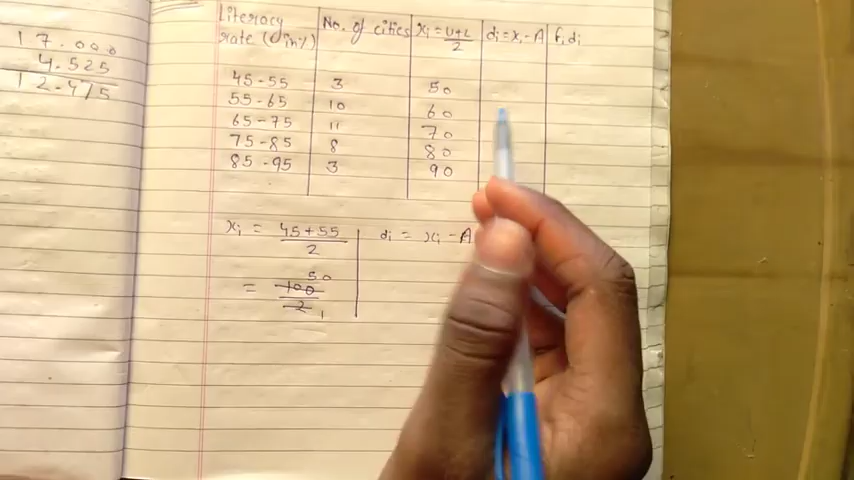 17.000
4.525
12.475
Literacy rate (in %) No. of cities xi = U+L/2 di = xi - A fi di
45-55 3 50
55-65 10 60
65-75 11 70
75-85 8 80
85-95 3 90
xi = 45+55/2 di = xi - A
= 100/2 50 1